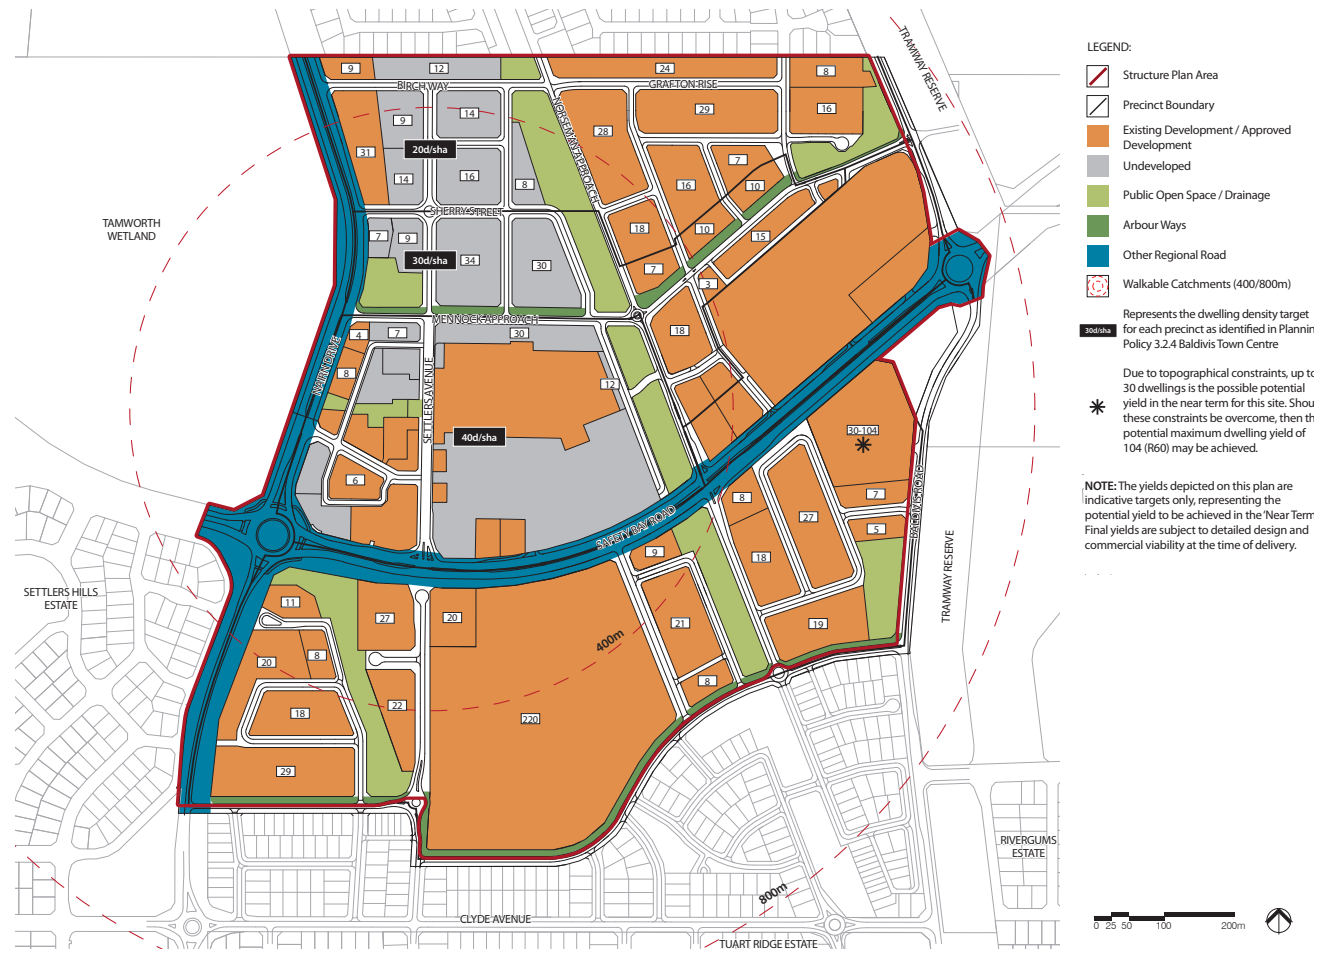 9
12
BIRCH WAY
24
GRAFTON RISE
8
TRAMWAY RESERVE
9
14
NORSEMAN APPROACH
28
29
16
31
20d/sha
14
16
8
16
7
10
TAMWORTH
WETLAND
SHERRY STREET
7
9
18
10
15
30d/sha
34
30
7
3
MENNOCK APPROACH
4
7
30
18
NAIRN DRIVE
8
SETTLERS AVENUE
12
40d/sha
30-104
6
8
7
27
5
BALDIVIS ROAD
SAFETY BAY ROAD
9
18
TRAMWAY RESERVE
SETTLERS HILLS
ESTATE
11
27
20
21
19
400m
20
8
8
22
18
220
29
RIVERGUMS
ESTATE
800m
CLYDE AVENUE
TUART RIDGE ESTATE
LEGEND:
Structure Plan Area
Precinct Boundary
Existing Development / Approved
Development
Undeveloped
Public Open Space / Drainage
Arbour Ways
Other Regional Road
Walkable Catchments (400/800m)
30d/sha
Represents the dwelling density target
for each precinct as identified in Plannin
Policy 3.2.4 Baldivis Town Centre
Due to topographical constraints, up to
30 dwellings is the possible potential
yield in the near term for this site. Shou
these constraints be overcome, then th
potential maximum dwelling yield of
104 (R60) may be achieved.
NOTE: The yields depicted on this plan are
indicative targets only, representing the
potential yield to be achieved in the 'Near Term
Final yields are subject to detailed design and
commercial viability at the time of delivery.
0 25 50 100 200m